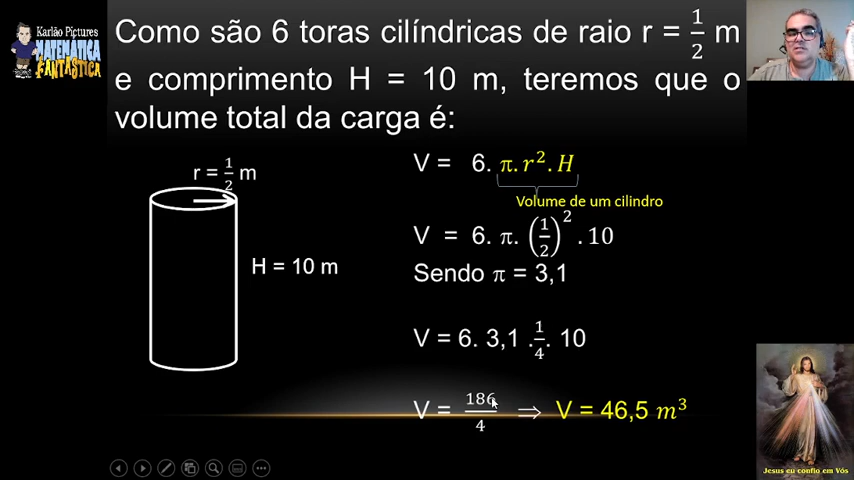 Karlão Pictures
MATEMÁTICA
FANTÁSTICA
Como são 6 toras cilíndricas de raio r = 1/2 m
e comprimento H = 10 m, teremos que o
volume total da carga é:
r = 1/2 m
H = 10 m
V = 6. π. r². H
Volume de um cilindro
V = 6. π. (1/2)² . 10
Sendo π = 3,1
V = 6. 3,1 . 1/4 . 10
V = 186/4 ⇒ V = 46,5 m³
Jesus eu confio em Vós